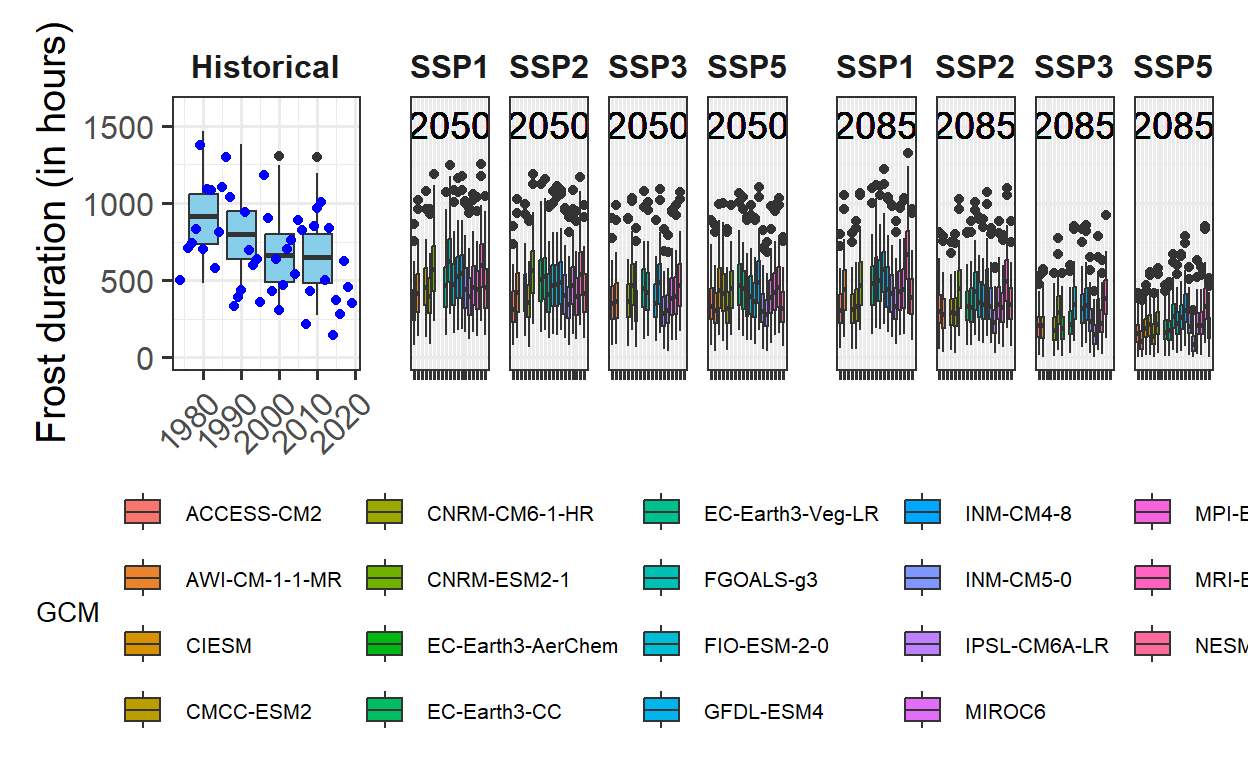 Frost duration (in hours)
Historical SSP1 SSP2 SSP3 SSP5 SSP1 SSP2 SSP3 SSP5
2050 2050 2050 2050 2085 2085 2085 2085
1500
1000
500
0
1980 1990 2000 2010 2020
GCM
ACCESS-CM2 CNRM-CM6-1-HR EC-Earth3-Veg-LR INM-CM4-8 MPI-E
AWI-CM-1-1-MR CNRM-ESM2-1 FGOALS-g3 INM-CM5-0 MRI-E
CIESM EC-Earth3-AerChem FIO-ESM-2-0 IPSL-CM6A-LR NESM
CMCC-ESM2 EC-Earth3-CC GFDL-ESM4 MIROC6